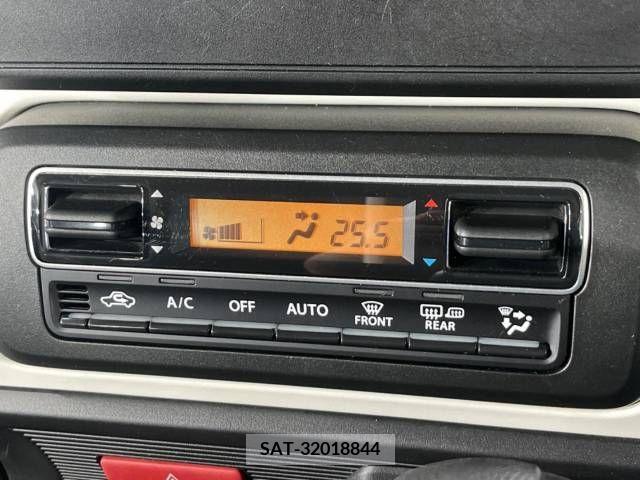 25.5
A/C OFF AUTO FRONT REAR
SAT-32018844